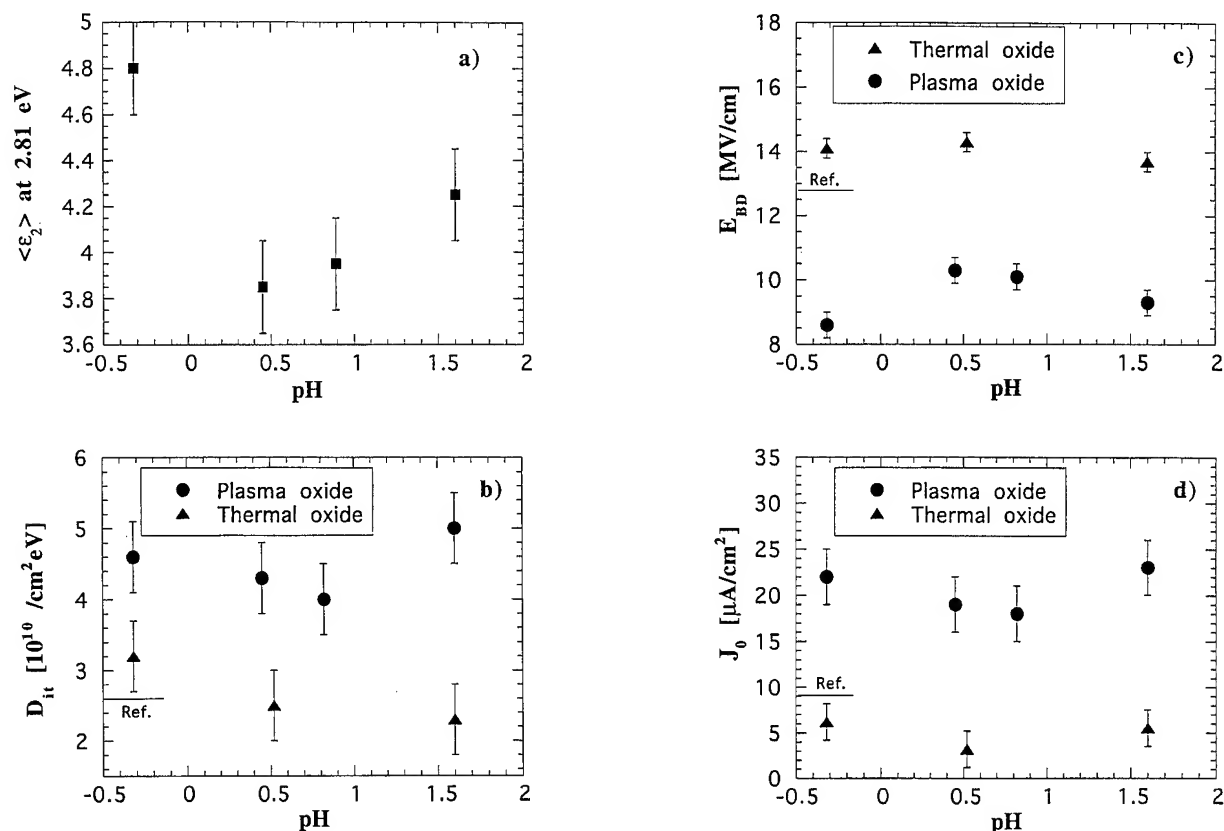 5
4.8
4.6
4.4
4.2
4
3.8
3.6
<ε2> at 2.81 eV
a)
-0.5 0 0.5 1 1.5 2
pH
18
16
14
12
10
8
E_BD [MV/cm]
▲ Thermal oxide
● Plasma oxide
c)
Ref.
-0.5 0 0.5 1 1.5 2
pH
6
5
4
3
2
D_it [10^10 /cm^2eV]
● Plasma oxide
▲ Thermal oxide
b)
Ref.
-0.5 0 0.5 1 1.5 2
pH
35
30
25
20
15
10
5
0
J_0 [μA/cm^2]
● Plasma oxide
▲ Thermal oxide
d)
Ref.
-0.5 0 0.5 1 1.5 2
pH